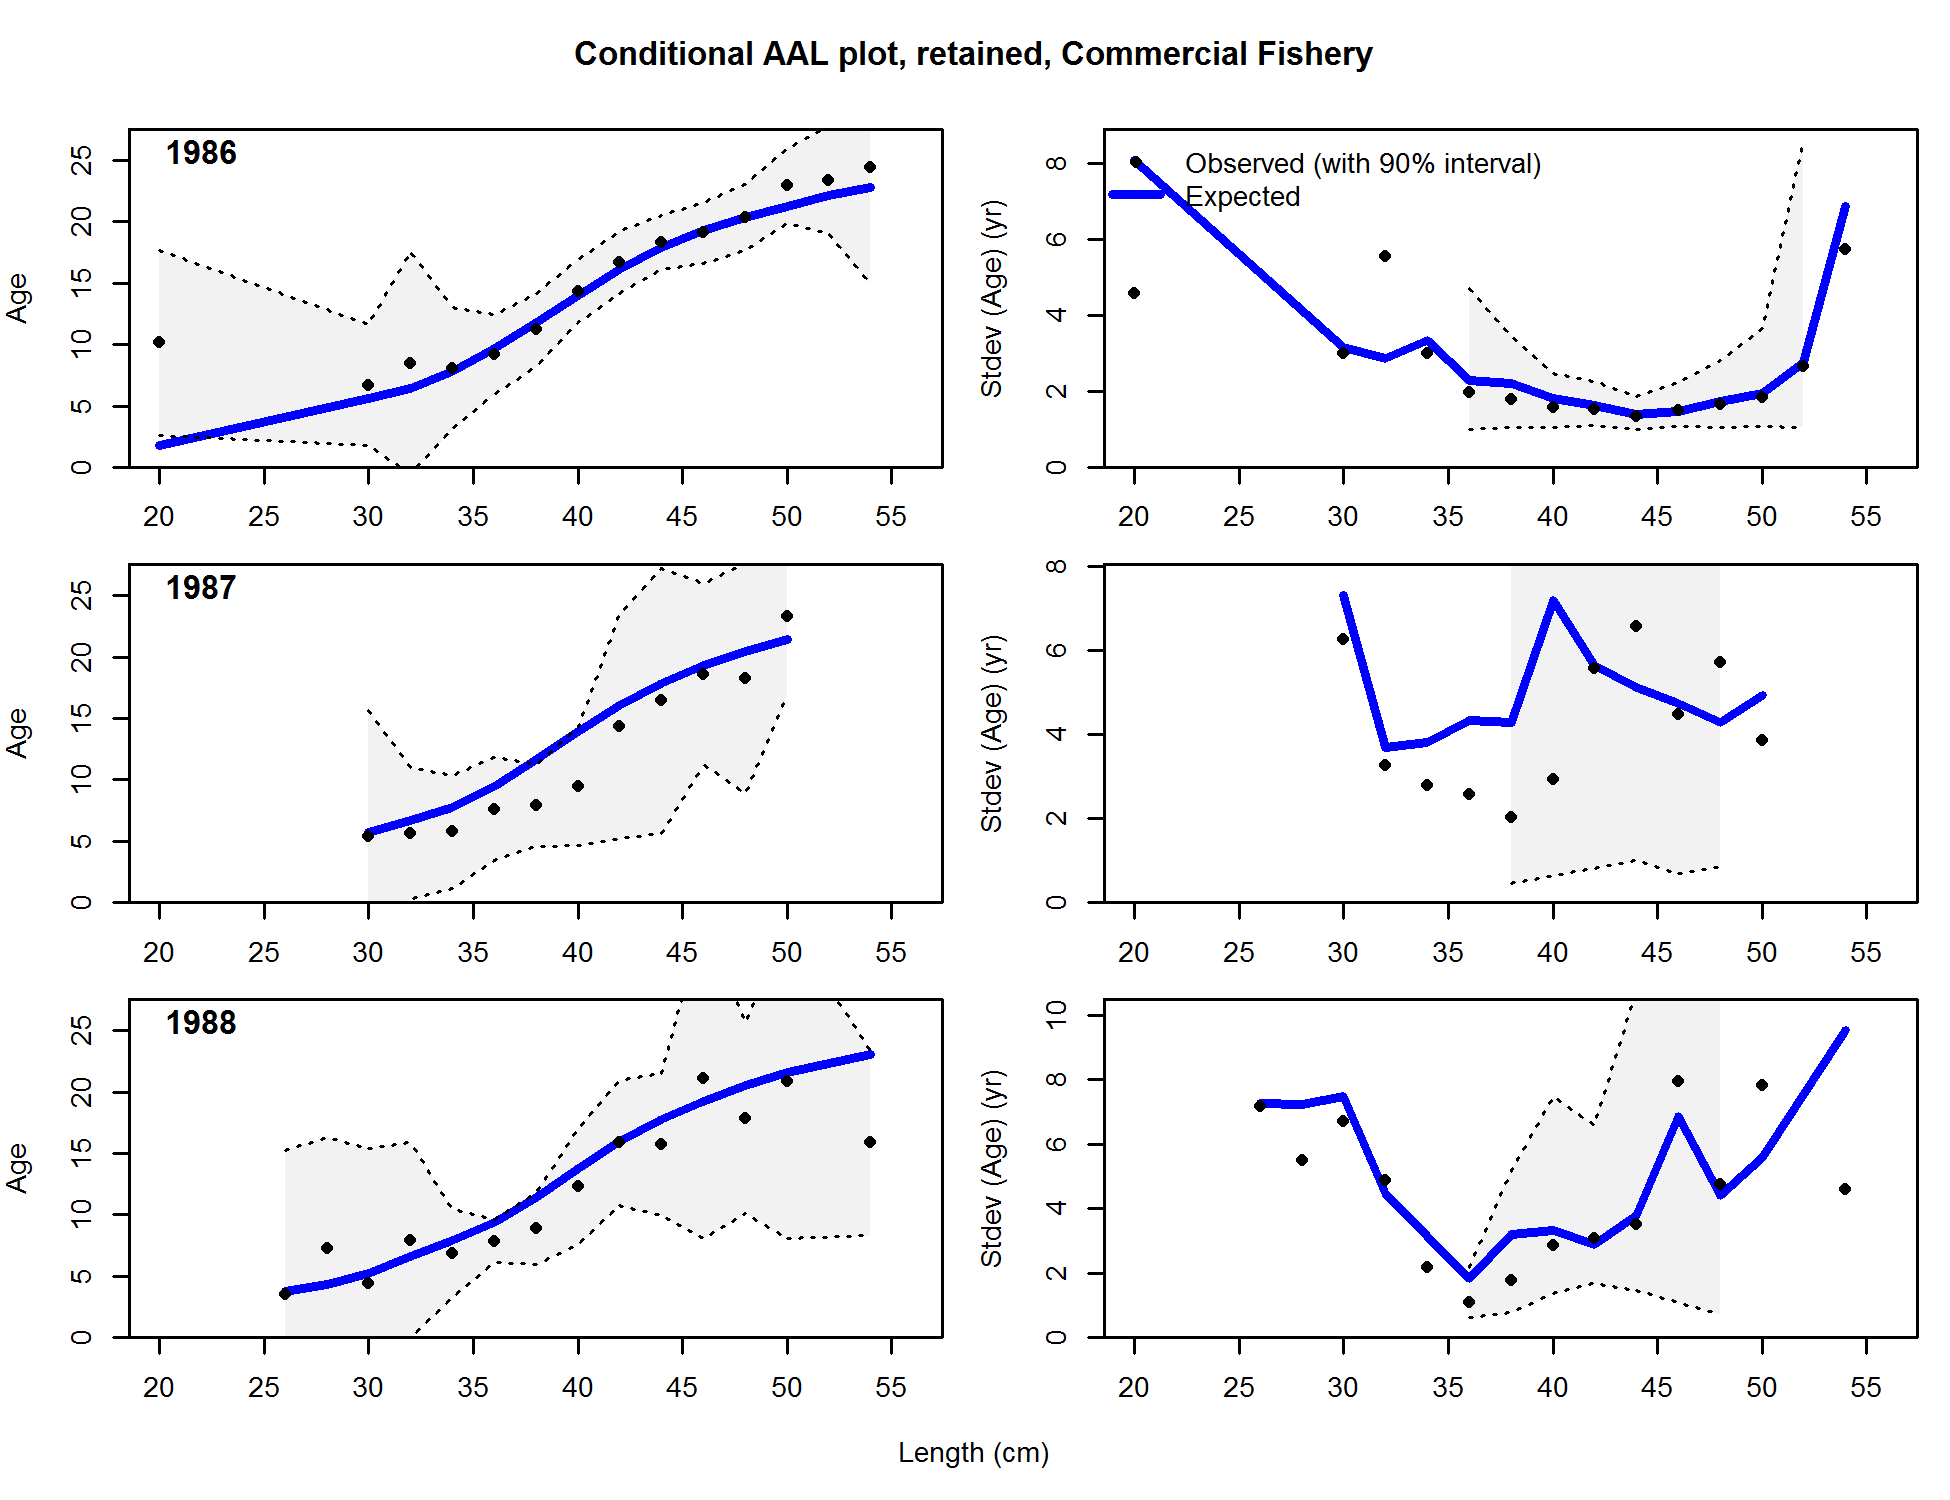 Conditional AAL plot, retained, Commercial Fishery
1986
Age
0 5 10 15 20 25
20 25 30 35 40 45 50 55
Observed (with 90% interval)
Expected
Stdev (Age) (yr)
0 2 4 6 8
20 25 30 35 40 45 50 55
1987
Age
0 5 10 15 20 25
20 25 30 35 40 45 50 55
Stdev (Age) (yr)
0 2 4 6 8
20 25 30 35 40 45 50 55
1988
Age
0 5 10 15 20 25
20 25 30 35 40 45 50 55
Stdev (Age) (yr)
0 2 4 6 8 10
20 25 30 35 40 45 50 55
Length (cm)